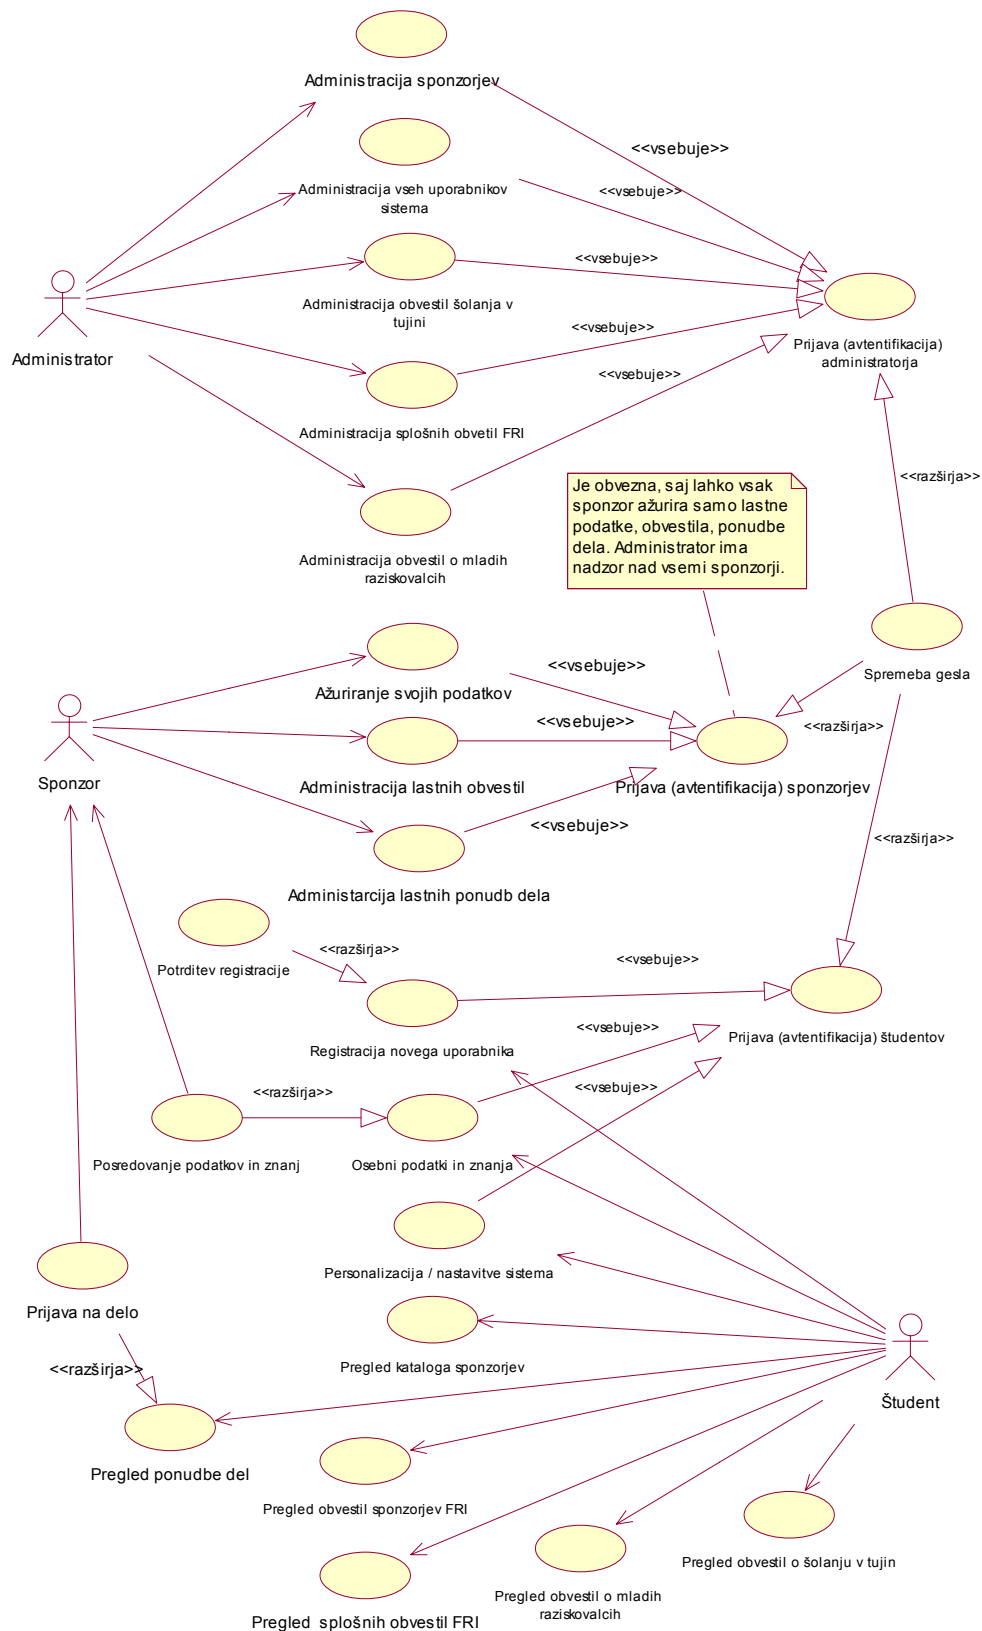 Administracija sponzorjev
<<vsebuje>>
Administracija vseh uporabnikov
sistema
<<vsebuje>>
<<vsebuje>>
Administracija obvestil šolanja v
tujini
<<vsebuje>>
Prijava (avtentifikacija)
administratorja
Administrator
<<vsebuje>>
Administracija splošnih obvetil FRI
<<razširja>>
Je obvezna, saj lahko vsak
sponzor ažurira samo lastne
podatke, obvestila, ponudbe
dela. Administrator ima
nadzor nad vsemi sponzorji.
Administracija obvestil o mladih
raziskovalcih
<<vsebuje>>
Spremeba gesla
Ažuriranje svojih podatkov
<<vsebuje>>
<<razširja>>
Sponzor
Administracija lastnih obvestil
Prijava (avtentifikacija) sponzorjev
<<vsebuje>>
<<razširja>>
Administarcija lastnih ponudb dela
<<razširja>>
<<vsebuje>>
Potrditev registracije
<<vsebuje>>
Prijava (avtentifikacija) študentov
Registracija novega uporabnika
<<razširja>>
<<vsebuje>>
Posredovanje podatkov in znanj
Osebni podatki in znanja
Personalizacija / nastavitve sistema
Prijava na delo
<<razširja>>
Pregled kataloga sponzorjev
Študent
Pregled ponudbe del
Pregled obvestil sponzorjev FRI
Pregled obvestil o šolanju v tujin
Pregled obvestil o mladih
raziskovalcih
Pregled splošnih obvestil FRI